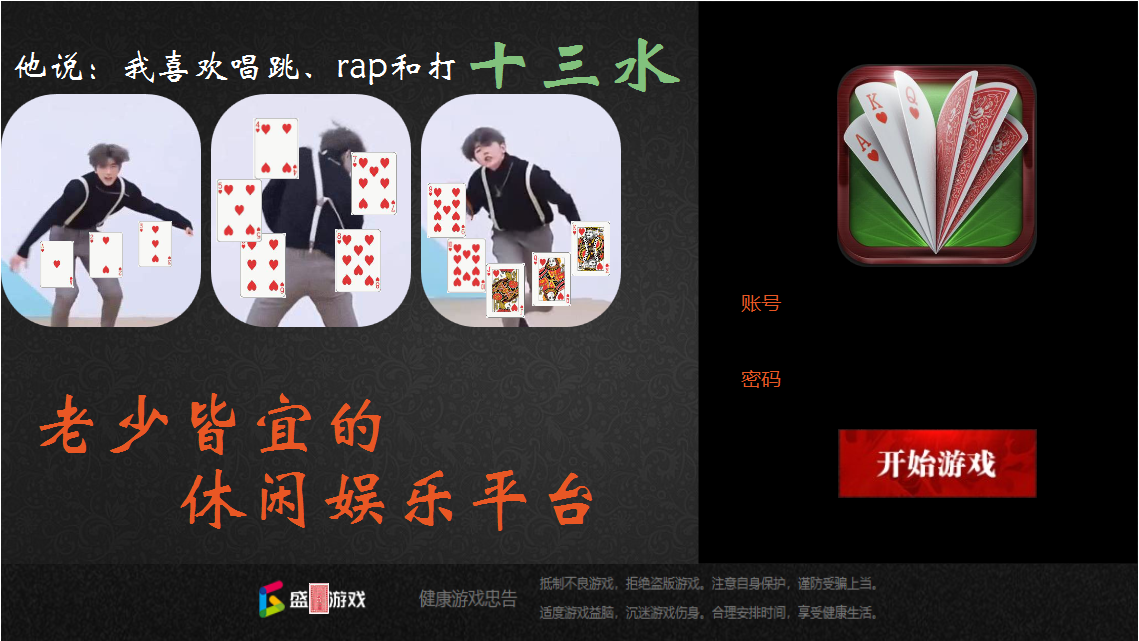 他说：我喜欢唱跳、rap和打 十三水
老少皆宜的
休闲娱乐平台
A K Q
账号
密码
开始游戏
盛 游戏
健康游戏忠告
抵制不良游戏，拒绝盗版游戏。注意自身保护，谨防受骗上当。
适度游戏益脑，沉迷游戏伤身。合理安排时间，享受健康生活。